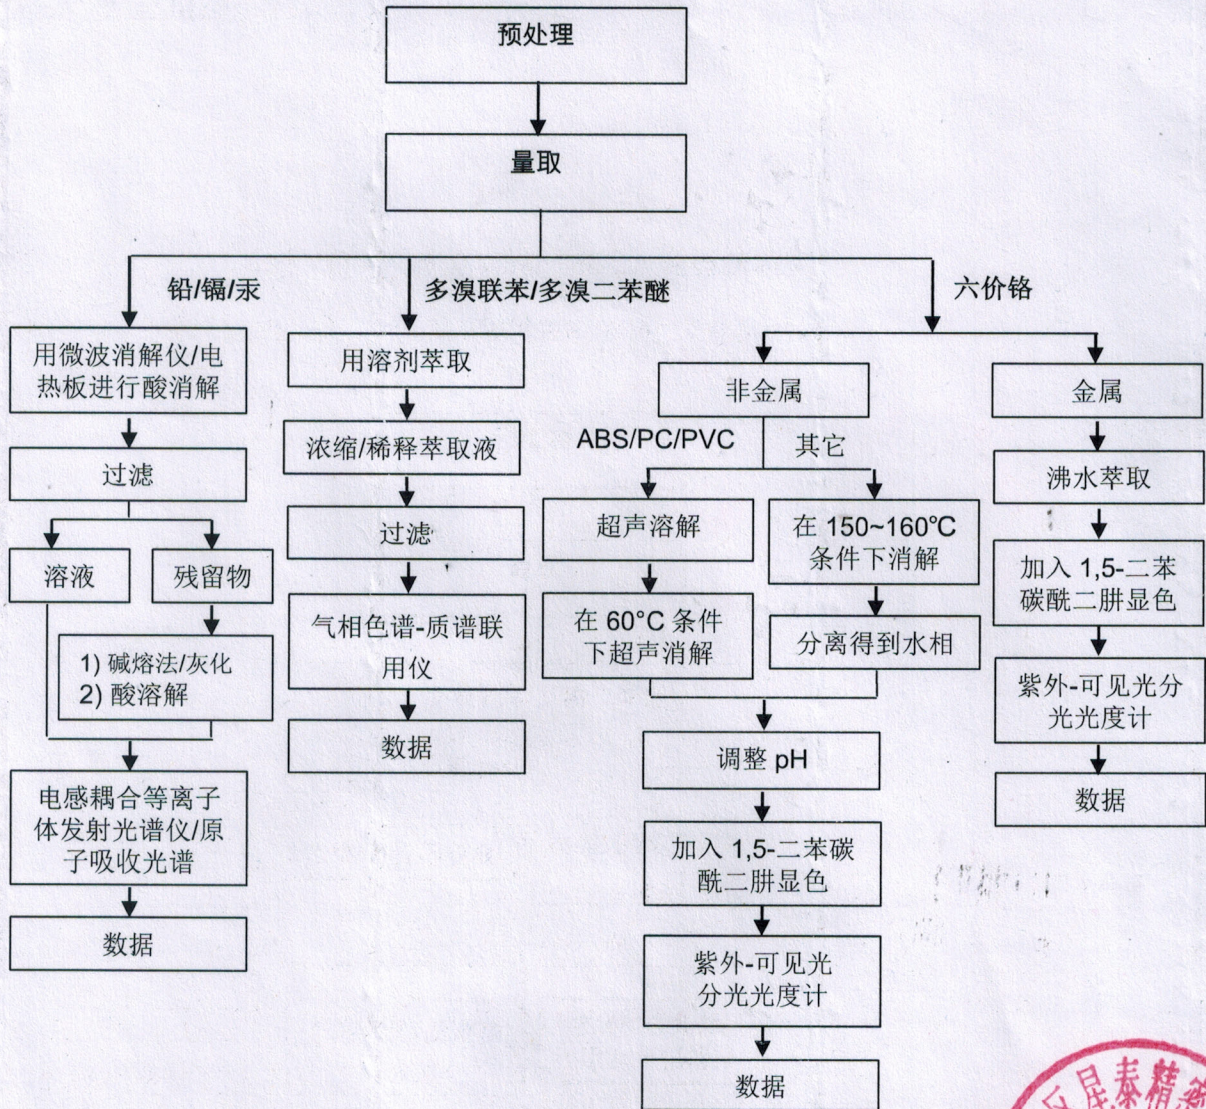 预处理
量取
铅/镉/汞
多溴联苯/多溴二苯醚
六价铬
用微波消解仪/电
热板进行酸消解
过滤
溶液
残留物
1) 碱熔法/灰化
2) 酸溶解
电感耦合等离子
体发射光谱仪/原
子吸收光谱
数据
用溶剂萃取
浓缩/稀释萃取液
过滤
气相色谱-质谱联
用仪
数据
非金属
ABS/PC/PVC
其它
超声溶解
在 60°C 条件
下超声消解
在 150~160℃
条件下消解
分离得到水相
调整 pH
加入 1,5-二苯碳
酰二肼显色
紫外-可见光
分光光度计
数据
金属
沸水萃取
加入 1,5-二苯
碳酰二肼显色
紫外-可见光分
光光度计
数据
星泰精